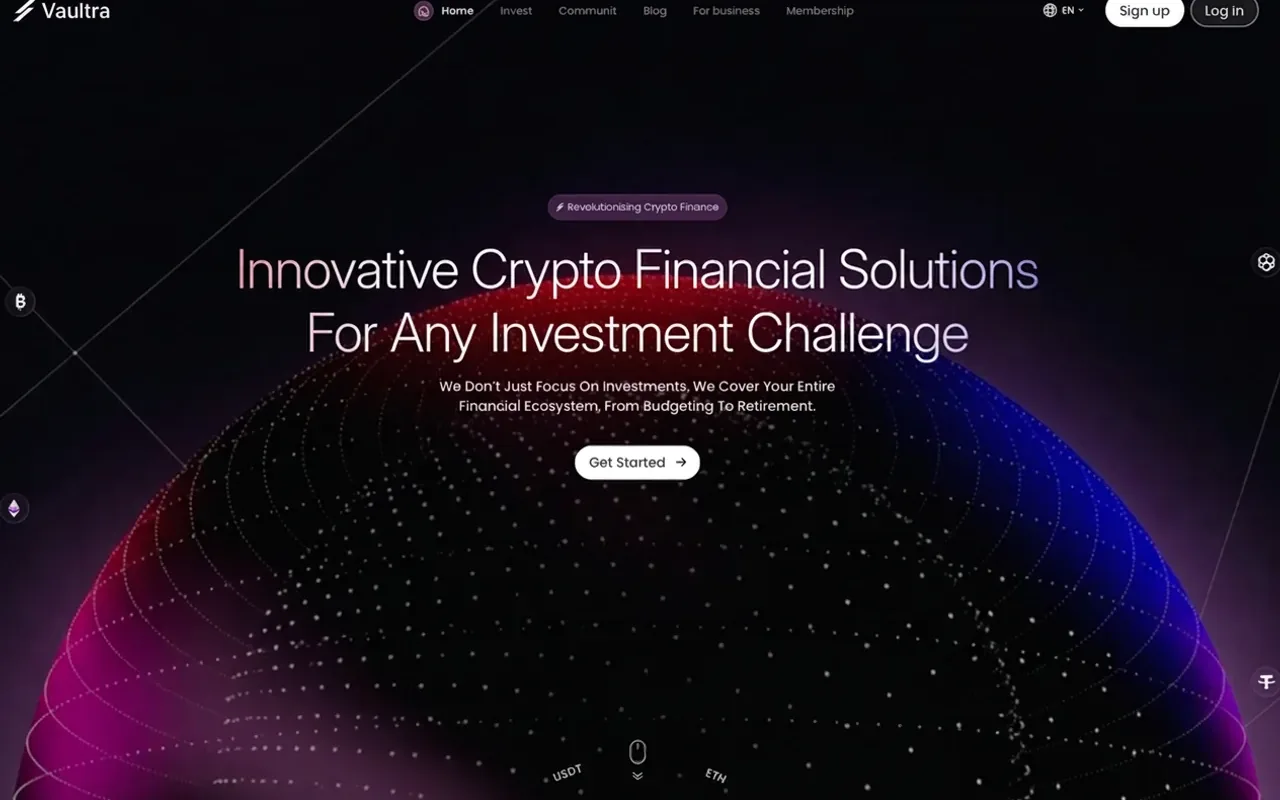 Vaultra
Home
Invest
Communit
Blog
For business
Membership
EN
Sign up
Log in
Revolutionising Crypto Finance
Innovative Crypto Financial Solutions
For Any Investment Challenge
We Don't Just Focus On Investments, We Cover Your Entire
Financial Ecosystem, From Budgeting To Retirement.
Get Started
USDT
ETH